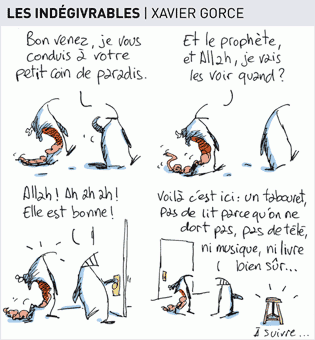 LES INDÉGIVRABLES | XAVIER GORCE
Bon venez, je vous
conduis à votre
petit coin de paradis.
Et le prophète,
et Allah, je vais
les voir quand?
Allah! Ah ah ah!
Elle est bonne!
Voilà c'est ici: un tabouret,
pas de lit parce qu'on ne
dort pas, pas de télé,
ni musique, ni livre
bien sûr...
à suivre...